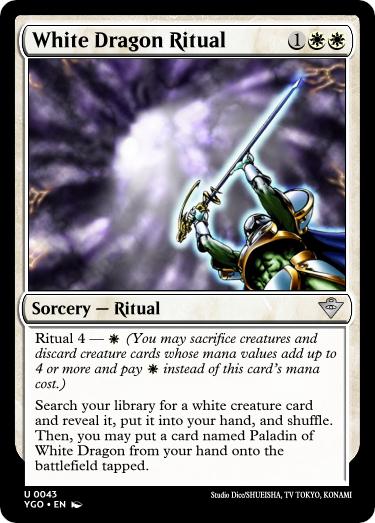 White Dragon Ritual 1
Sorcery — Ritual
Ritual 4 — (You may sacrifice creatures and
discard creature cards whose mana values add up to
4 or more and pay instead of this card's mana
cost.)
Search your library for a white creature card
and reveal it, put it into your hand, and shuffle.
Then, you may put a card named Paladin of
White Dragon from your hand onto the
battlefield tapped.
U 0043
YGO • EN Studio Dice/SHUEISHA, TV TOKYO, KONAMI